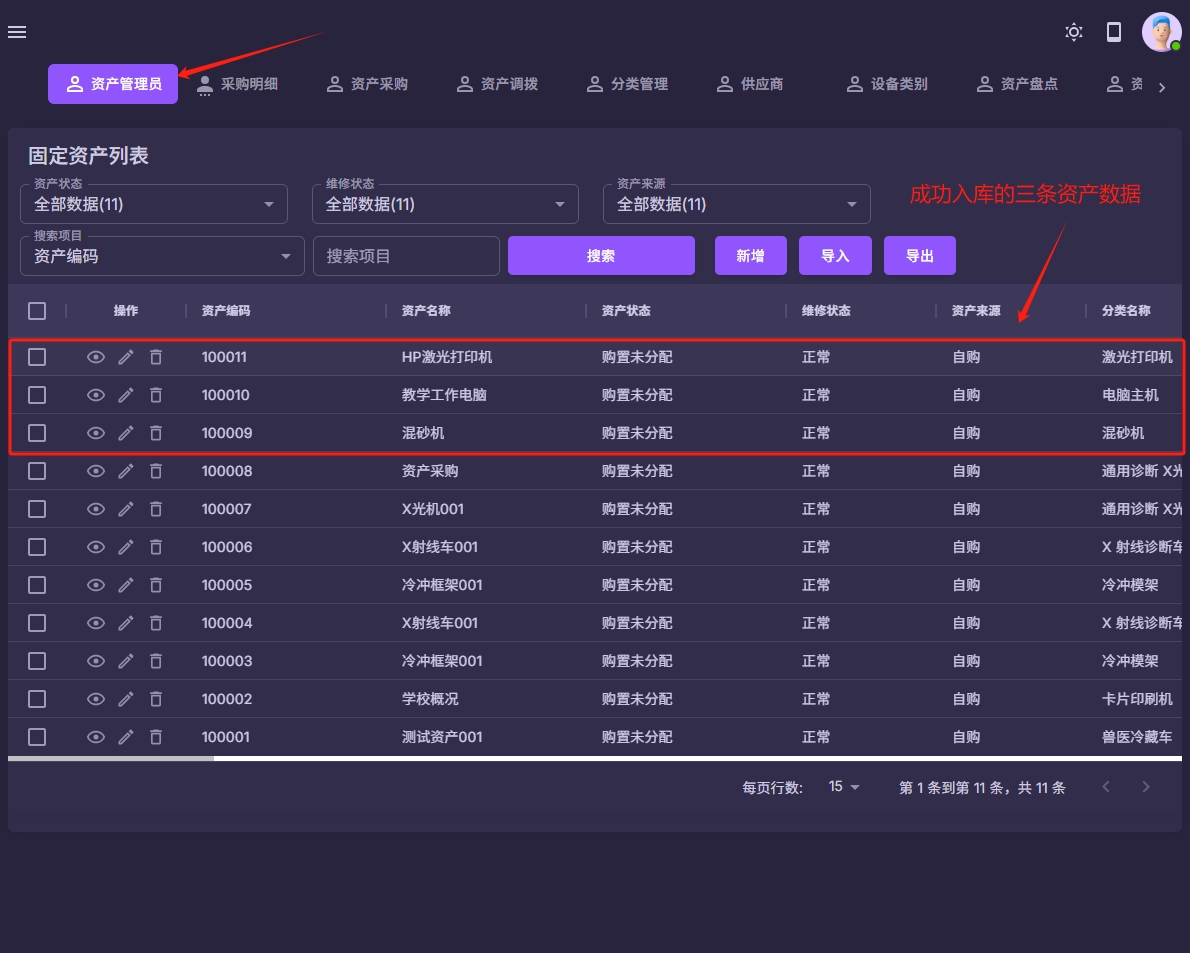 资产管理员 采购明细 资产采购 资产调拨 分类管理 供应商 设备类别 资产盘点 资
固定资产列表
资产状态 维修状态 资产来源
全部数据(11) 全部数据(11) 全部数据(11) 成功入库的三条资产数据
搜索项目
资产编码 搜索项目 搜索 新增 导入 导出
操作 资产编码 资产名称 资产状态 维修状态 资产来源 分类名称
100011 HP激光打印机 购置未分配 正常 自购 激光打印机
100010 教学工作电脑 购置未分配 正常 自购 电脑主机
100009 混砂机 购置未分配 正常 自购 混砂机
100008 资产采购 购置未分配 正常 自购 通用诊断 X光
100007 X光机001 购置未分配 正常 自购 通用诊断 X光
100006 X射线车001 购置未分配 正常 自购 X 射线诊断车
100005 冷冲框架001 购置未分配 正常 自购 冷冲模架
100004 X射线车001 购置未分配 正常 自购 X 射线诊断车
100003 冷冲框架001 购置未分配 正常 自购 冷冲模架
100002 学校概况 购置未分配 正常 自购 卡片印刷机
100001 测试资产001 购置未分配 正常 自购 兽医冷藏车
每页行数: 15 第 1 条到第 11 条，共 11 条